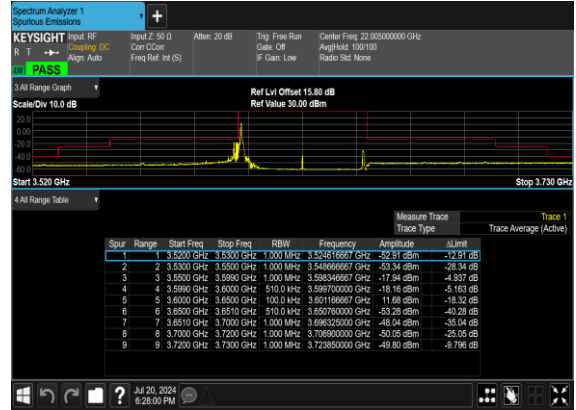 Spectrum Analyzer 1
Spurious Emissions
+
KEYSIGHT Input: RF Input Z: 50 Ω Atten: 20 dB Trig: Free Run Center Freq: 22.005000000 GHz
R T Coupling: DC Corr CCorr Gate: Off Avg|Hold: 100/100
Align: Auto Freq Ref: Int (S) IF Gain: Low Radio Std: None
PASS
3 All Range Graph Ref Lvl Offset 15.80 dB
Scale/Div 10.0 dB Ref Value 30.00 dBm
20.0
0.00
-20.0
-40.0
-60.0
Start 3.520 GHz Stop 3.730 GHz
4 All Range Table
Measure Trace Trace 1
Trace Type Trace Average (Active)
Spur Range Start Freq Stop Freq RBW Frequency Amplitude ΔLimit
1 1 3.5200 GHz 3.5300 GHz 1.000 MHz 3.524616667 GHz -52.91 dBm -12.91 dB
2 2 3.5300 GHz 3.5500 GHz 1.000 MHz 3.548666667 GHz -53.34 dBm -28.34 dB
3 3 3.5500 GHz 3.5990 GHz 1.000 MHz 3.598346667 GHz -17.94 dBm -4.937 dB
4 4 3.5990 GHz 3.6000 GHz 510.0 kHz 3.599700000 GHz -18.16 dBm -5.163 dB
5 5 3.6000 GHz 3.6500 GHz 100.0 kHz 3.601166667 GHz 11.68 dBm -18.32 dB
6 6 3.6500 GHz 3.6510 GHz 510.0 kHz 3.650760000 GHz -53.28 dBm -40.28 dB
7 7 3.6510 GHz 3.7000 GHz 1.000 MHz 3.696325000 GHz -48.04 dBm -35.04 dB
8 8 3.7000 GHz 3.7200 GHz 1.000 MHz 3.706900000 GHz -50.05 dBm -25.05 dB
9 9 3.7200 GHz 3.7300 GHz 1.000 MHz 3.723850000 GHz -49.80 dBm -9.796 dB
? Jul 20, 2024
6:28:00 PM